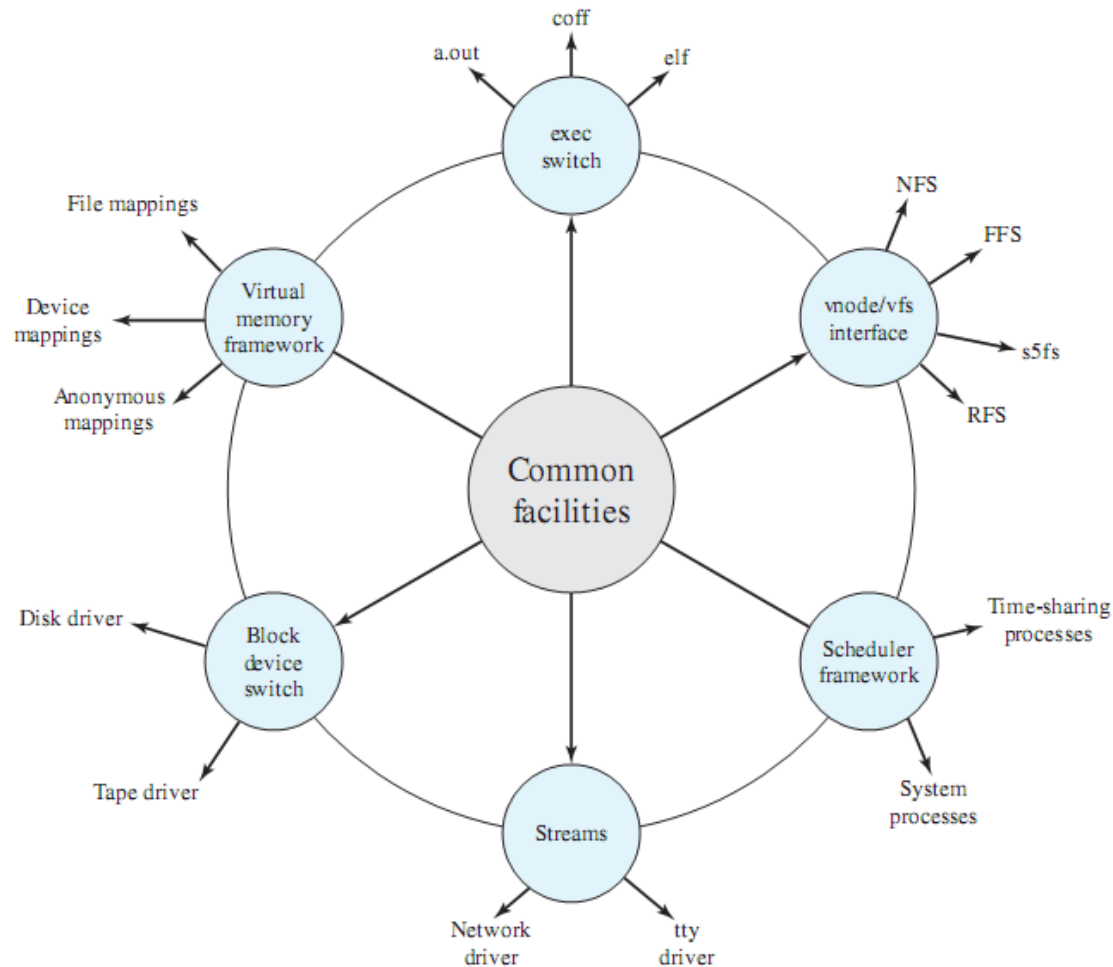 coff
a.out
elf
exec
switch
File mappings
NFS
FFS
Virtual
memory
framework
Device
mappings
vnode/vfs
interface
s5fs
Anonymous
mappings
RFS
Common
facilities
Disk driver
Block
device
switch
Time-sharing
processes
Scheduler
framework
Tape driver
System
processes
Streams
Network
driver
tty
driver